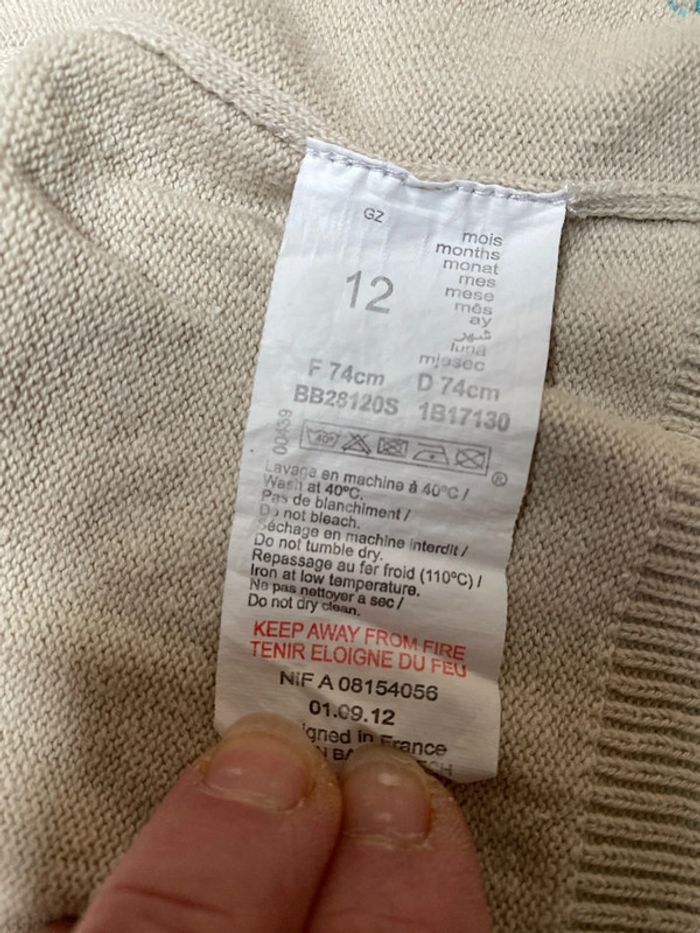 GZ
12
mois
months
monat
mes
mese
mês
ay
شهر
luna
mjesec
F 74cm D 74cm
BB28120S 1B17130
00439
40°
®
Lavage en machine à 40°C /
Wash at 40°C.
Pas de blanchiment /
Do not bleach.
Séchage en machine interdit /
Do not tumble dry.
Repassage au fer froid (110°C) /
Iron at low temperature.
Ne pas nettoyer a sec /
Do not dry clean.
KEEP AWAY FROM FIRE
TENIR ELOIGNE DU FEU
NIF A 08154056
01.09.12
igned in France